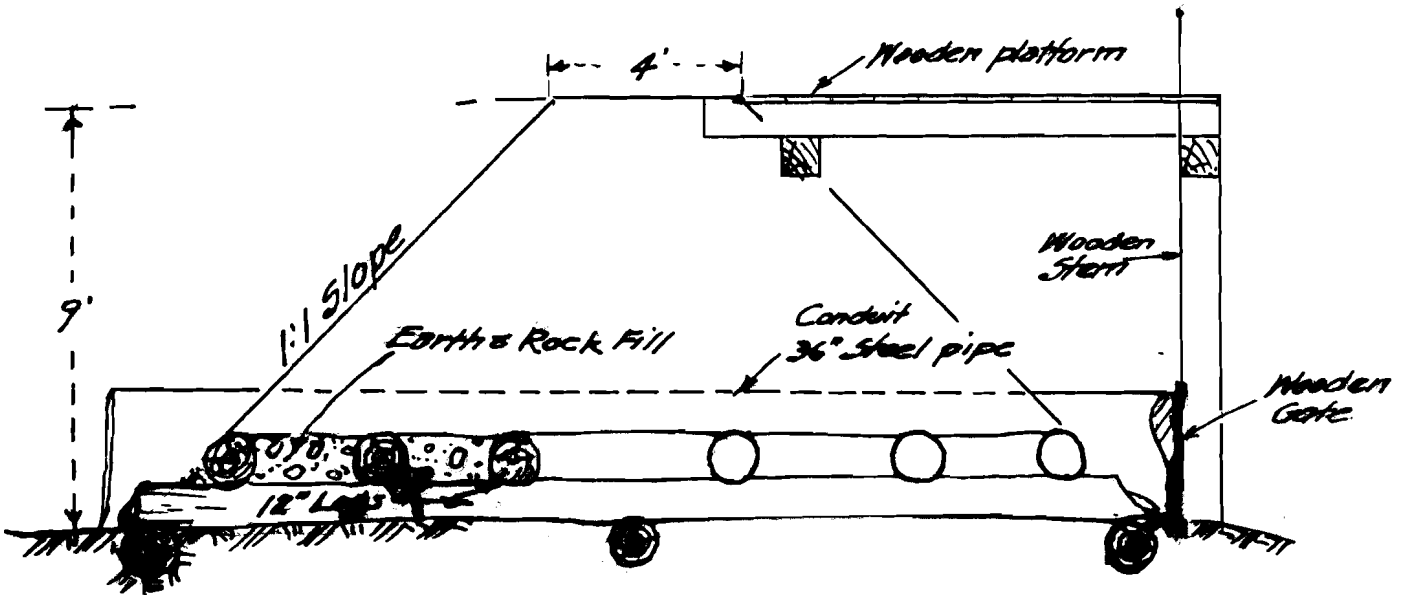 4'
Wooden platform
9'
1:1 Slope
Wooden
Stem
Earth & Rock Fill
Conduit
36" Steel pipe
Wooden
Gate
12" Logs